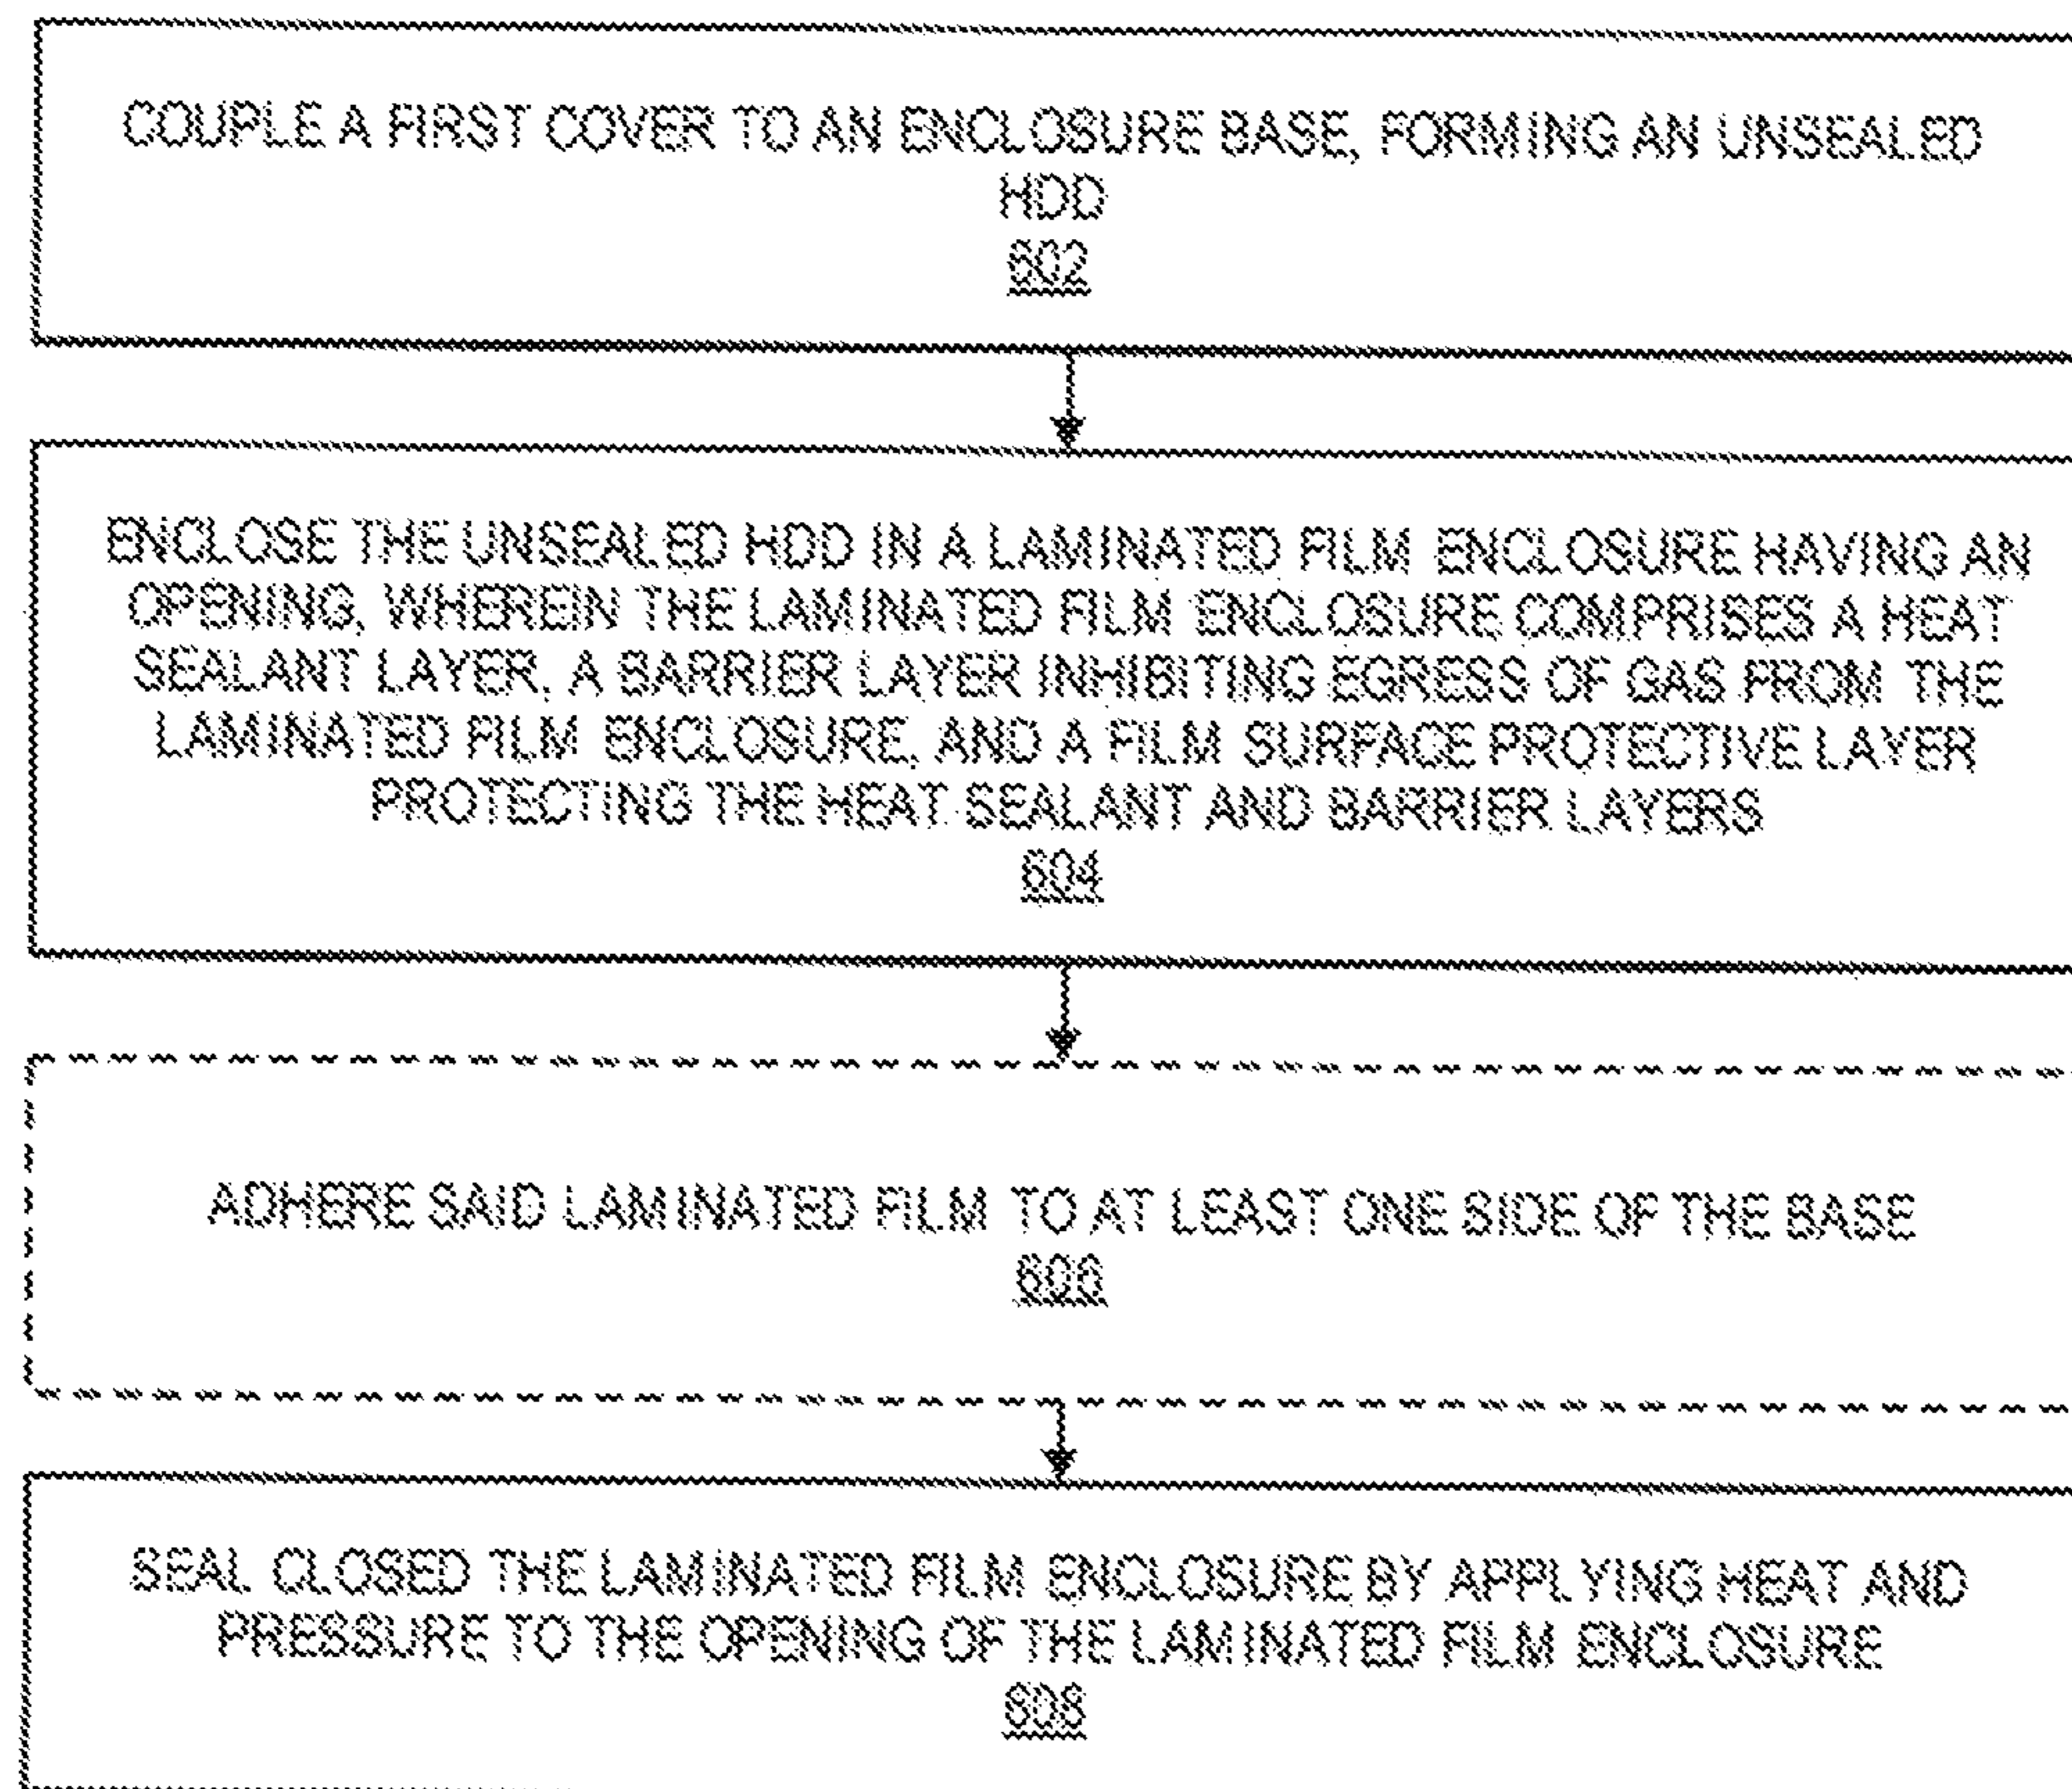 COUPLE A FIRST COVER TO AN ENCLOSURE BASE, FORMING AN UNSEALED
HDD
602
ENCLOSE THE UNSEALED HDD IN A LAMINATED FILM ENCLOSURE HAVING AN
OPENING, WHEREIN THE LAMINATED FILM ENCLOSURE COMPRISES A HEAT
SEALANT LAYER, A BARRIER LAYER INHIBITING EGRESS OF GAS FROM THE
LAMINATED FILM ENCLOSURE, AND A FILM SURFACE PROTECTIVE LAYER
PROTECTING THE HEAT SEALANT AND BARRIER LAYERS
604
ADHERE SAID LAMINATED FILM TO AT LEAST ONE SIDE OF THE BASE
606
SEAL CLOSED THE LAMINATED FILM ENCLOSURE BY APPLYING HEAT AND
PRESSURE TO THE OPENING OF THE LAMINATED FILM ENCLOSURE
608